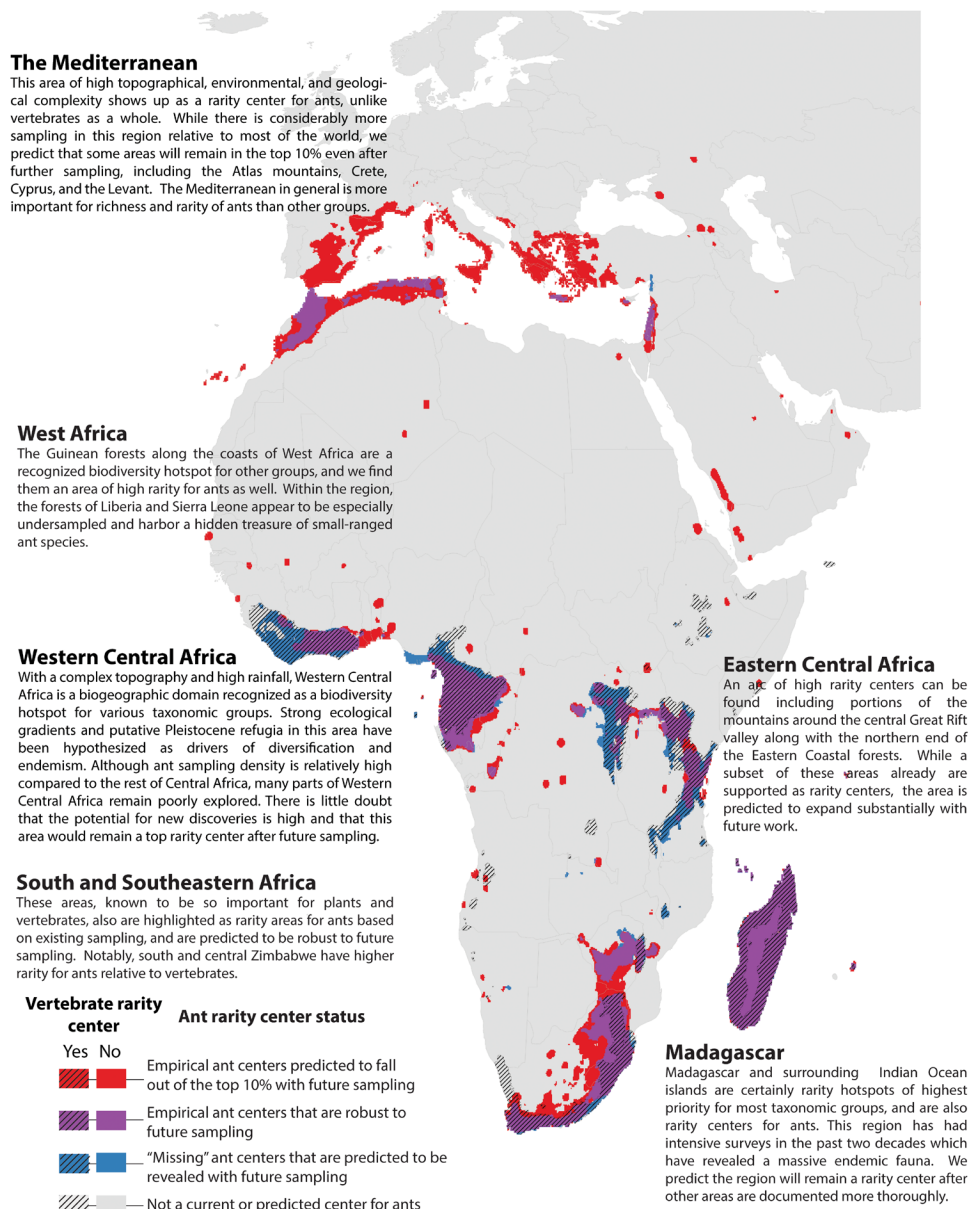 The Mediterranean
This area of high topographical, environmental, and geologi-
cal complexity shows up as a rarity center for ants, unlike
vertebrates as a whole. While there is considerably more
sampling in this region relative to most of the world, we
predict that some areas will remain in the top 10% even after
further sampling, including the Atlas mountains, Crete,
Cyprus, and the Levant. The Mediterranean in general is more
important for richness and rarity of ants than other groups.
West Africa
The Guinean forests along the coasts of West Africa are a
recognized biodiversity hotspot for other groups, and we find
them an area of high rarity for ants as well. Within the region,
the forests of Liberia and Sierra Leone appear to be especially
undersampled and harbor a hidden treasure of small-ranged
ant species.
Western Central Africa
With a complex topography and high rainfall, Western Central
Africa is a biogeographic domain recognized as a biodiversity
hotspot for various taxonomic groups. Strong ecological
gradients and putative Pleistocene refugia in this area have
been hypothesized as drivers of diversification and
endemism. Although ant sampling density is relatively high
compared to the rest of Central Africa, many parts of Western
Central Africa remain poorly explored. There is little doubt
that the potential for new discoveries is high and that this
area would remain a top rarity center after future sampling.
Eastern Central Africa
An arc of high rarity centers can be
found including portions of the
mountains around the central Great Rift
valley along with the northern end of
the Eastern Coastal forests. While a
subset of these areas already are
supported as rarity centers, the area is
predicted to expand substantially with
future work.
South and Southeastern Africa
These areas, known to be so important for plants and
vertebrates, also are highlighted as rarity areas for ants based
on existing sampling, and are predicted to be robust to future
sampling. Notably, south and central Zimbabwe have higher
rarity for ants relative to vertebrates.
Madagascar
Madagascar and surrounding Indian Ocean
islands are certainly rarity hotspots of highest
priority for most taxonomic groups, and are also
rarity centers for ants. This region has had
intensive surveys in the past two decades which
have revealed a massive endemic fauna. We
predict the region will remain a rarity center after
other areas are documented more thoroughly.
Vertebrate rarity
center
Ant rarity center status
Yes No
Empirical ant centers predicted to fall
out of the top 10% with future sampling
Empirical ant centers that are robust to
future sampling
"Missing" ant centers that are predicted to be
revealed with future sampling
Not a current or predicted center for ants